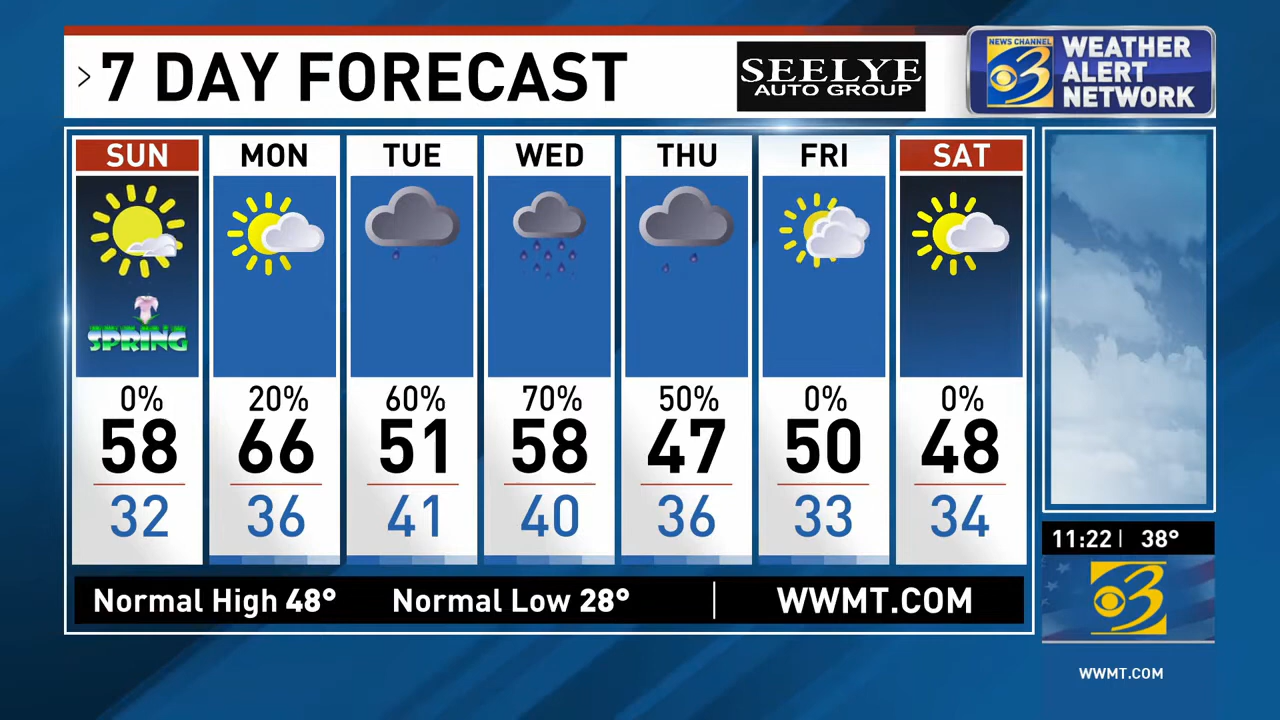 > 7 DAY FORECAST
SEELYE
AUTO GROUP
NEWS CHANNEL
3
WEATHER
ALERT
NETWORK
SUN MON TUE WED THU FRI SAT
SPRING
0% 20% 60% 70% 50% 0% 0%
58 66 51 58 47 50 48
32 36 41 40 36 33 34
11:22 | 38°
3
Normal High 48° Normal Low 28° | WWMT.COM
WWMT.COM